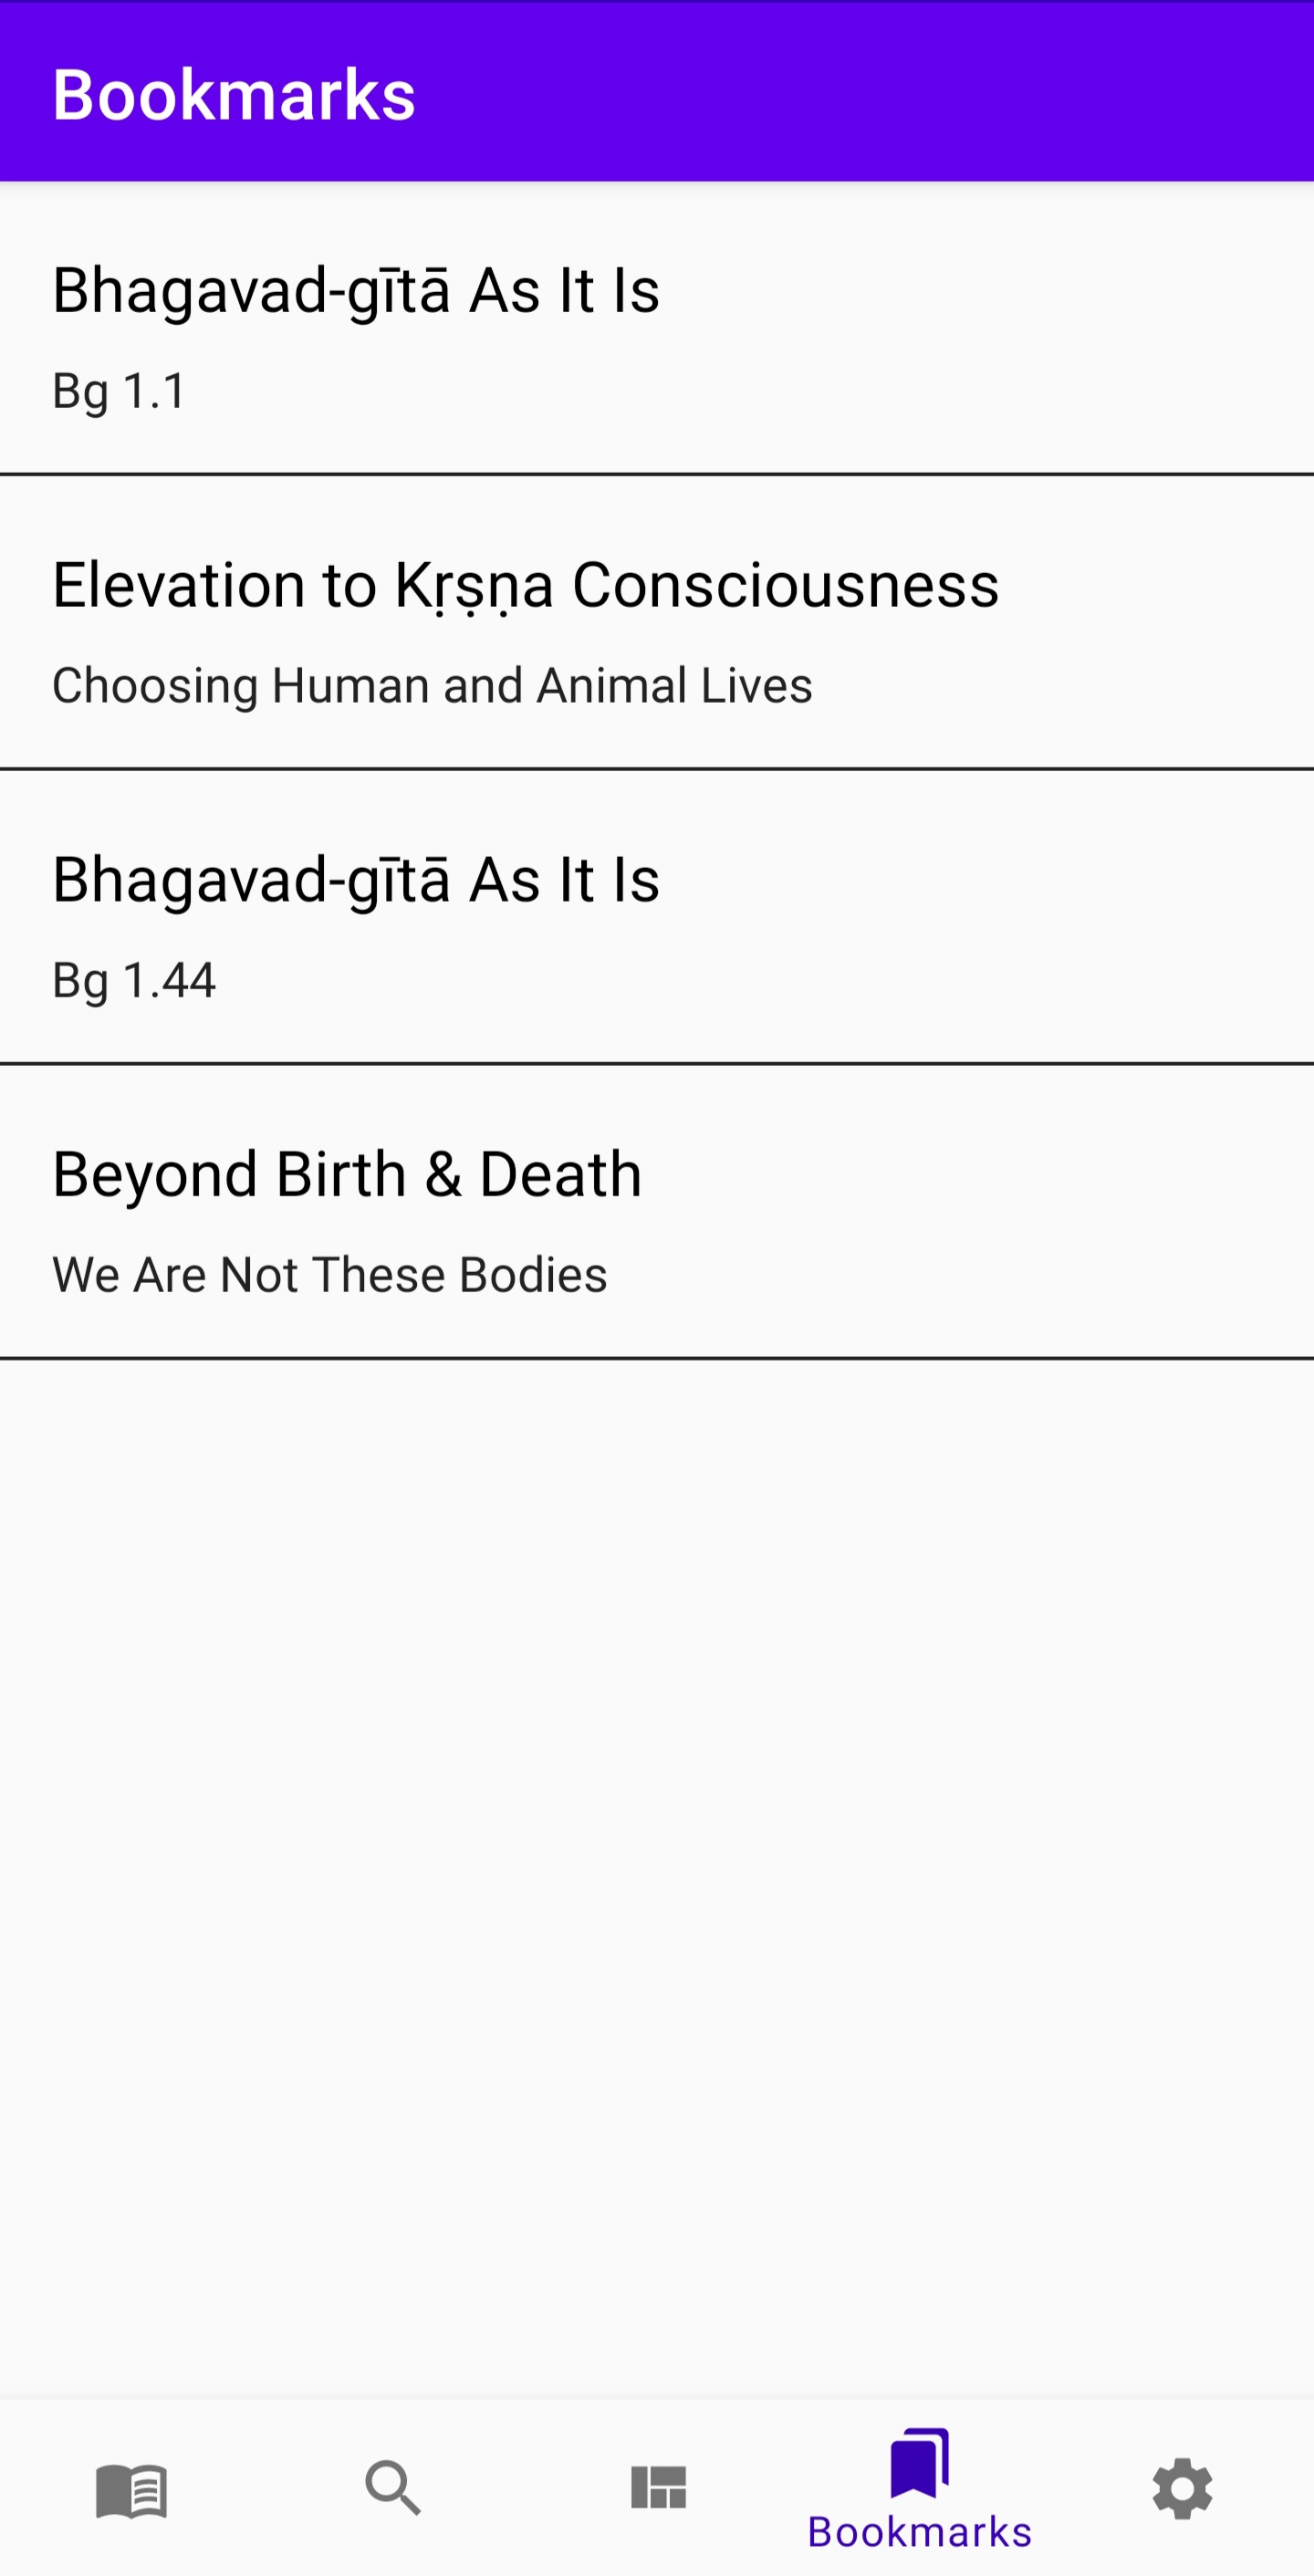 Bookmarks
Bhagavad-gītā As It Is
Bg 1.1
Elevation to Kṛṣṇa Consciousness
Choosing Human and Animal Lives
Bhagavad-gītā As It Is
Bg 1.44
Beyond Birth & Death
We Are Not These Bodies
Bookmarks